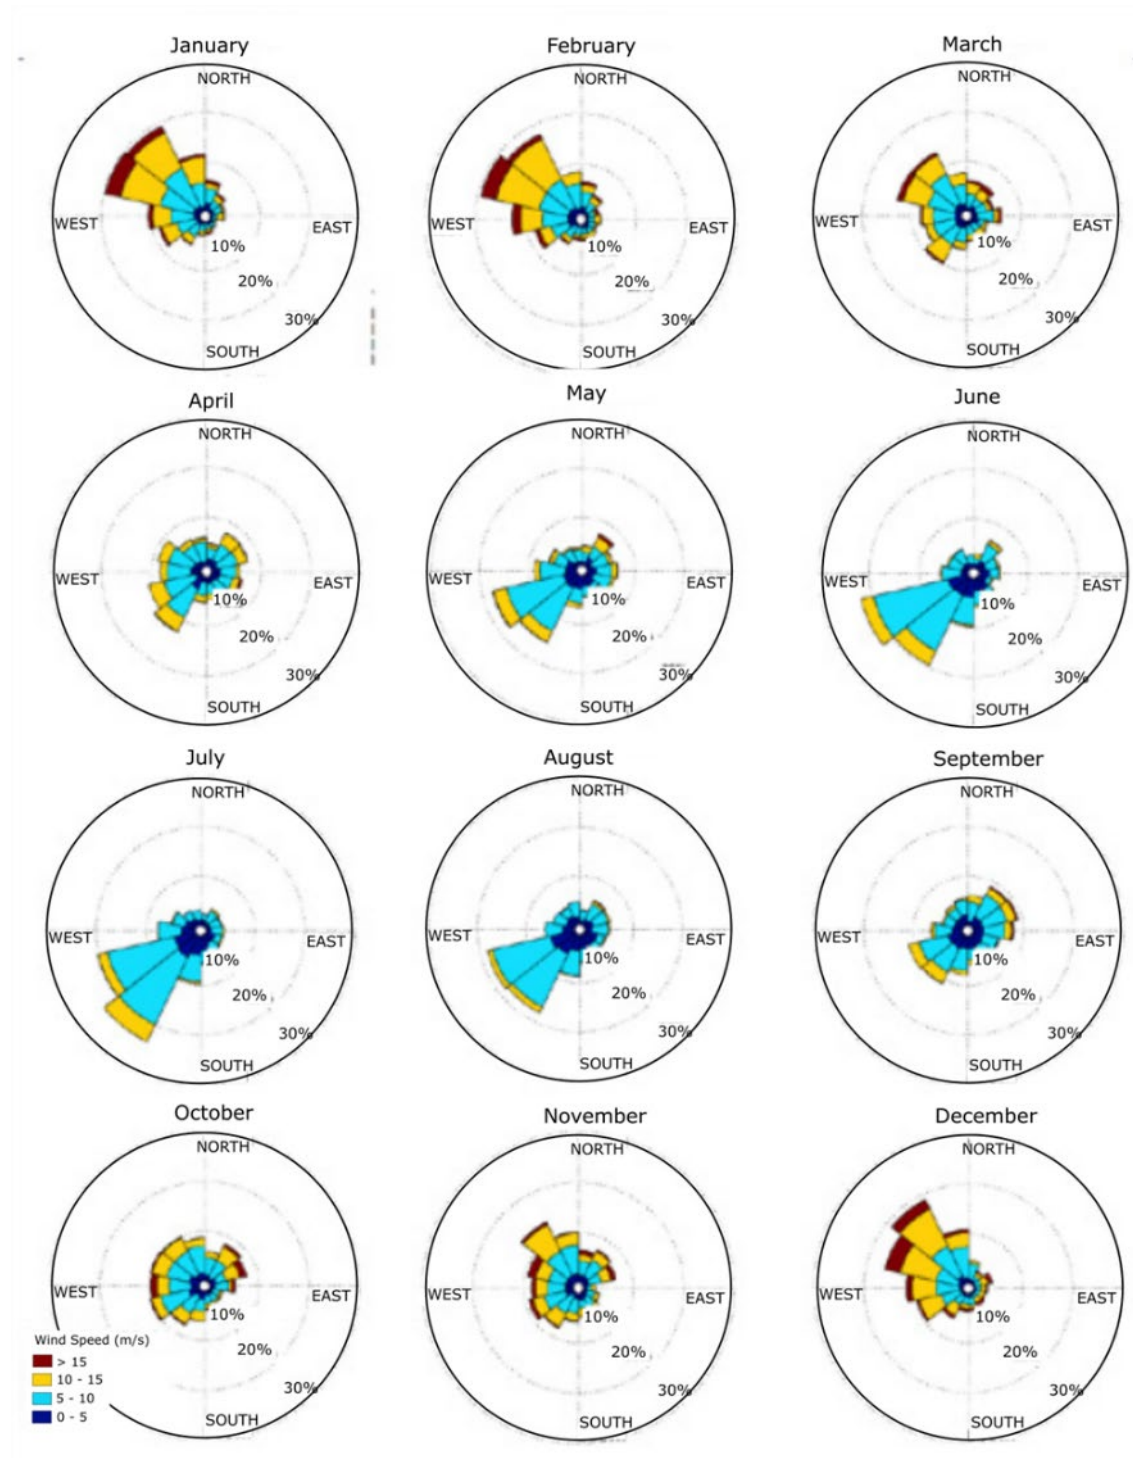 January
February
March
NORTH
NORTH
NORTH
WEST
EAST
WEST
EAST
WEST
EAST
10%
10%
10%
20%
20%
20%
30%
30%
30%
SOUTH
SOUTH
SOUTH
April
May
June
NORTH
NORTH
NORTH
WEST
EAST
WEST
EAST
WEST
EAST
10%
10%
10%
20%
20%
20%
30%
30%
30%
SOUTH
SOUTH
SOUTH
July
August
September
NORTH
NORTH
NORTH
WEST
EAST
WEST
EAST
WEST
EAST
10%
10%
10%
20%
20%
20%
30%
30%
30%
SOUTH
SOUTH
SOUTH
October
November
December
NORTH
NORTH
NORTH
WEST
EAST
WEST
EAST
WEST
EAST
10%
10%
10%
20%
20%
20%
30%
30%
30%
SOUTH
SOUTH
SOUTH
Wind Speed (m/s)
> 15
10 - 15
5 - 10
0 - 5